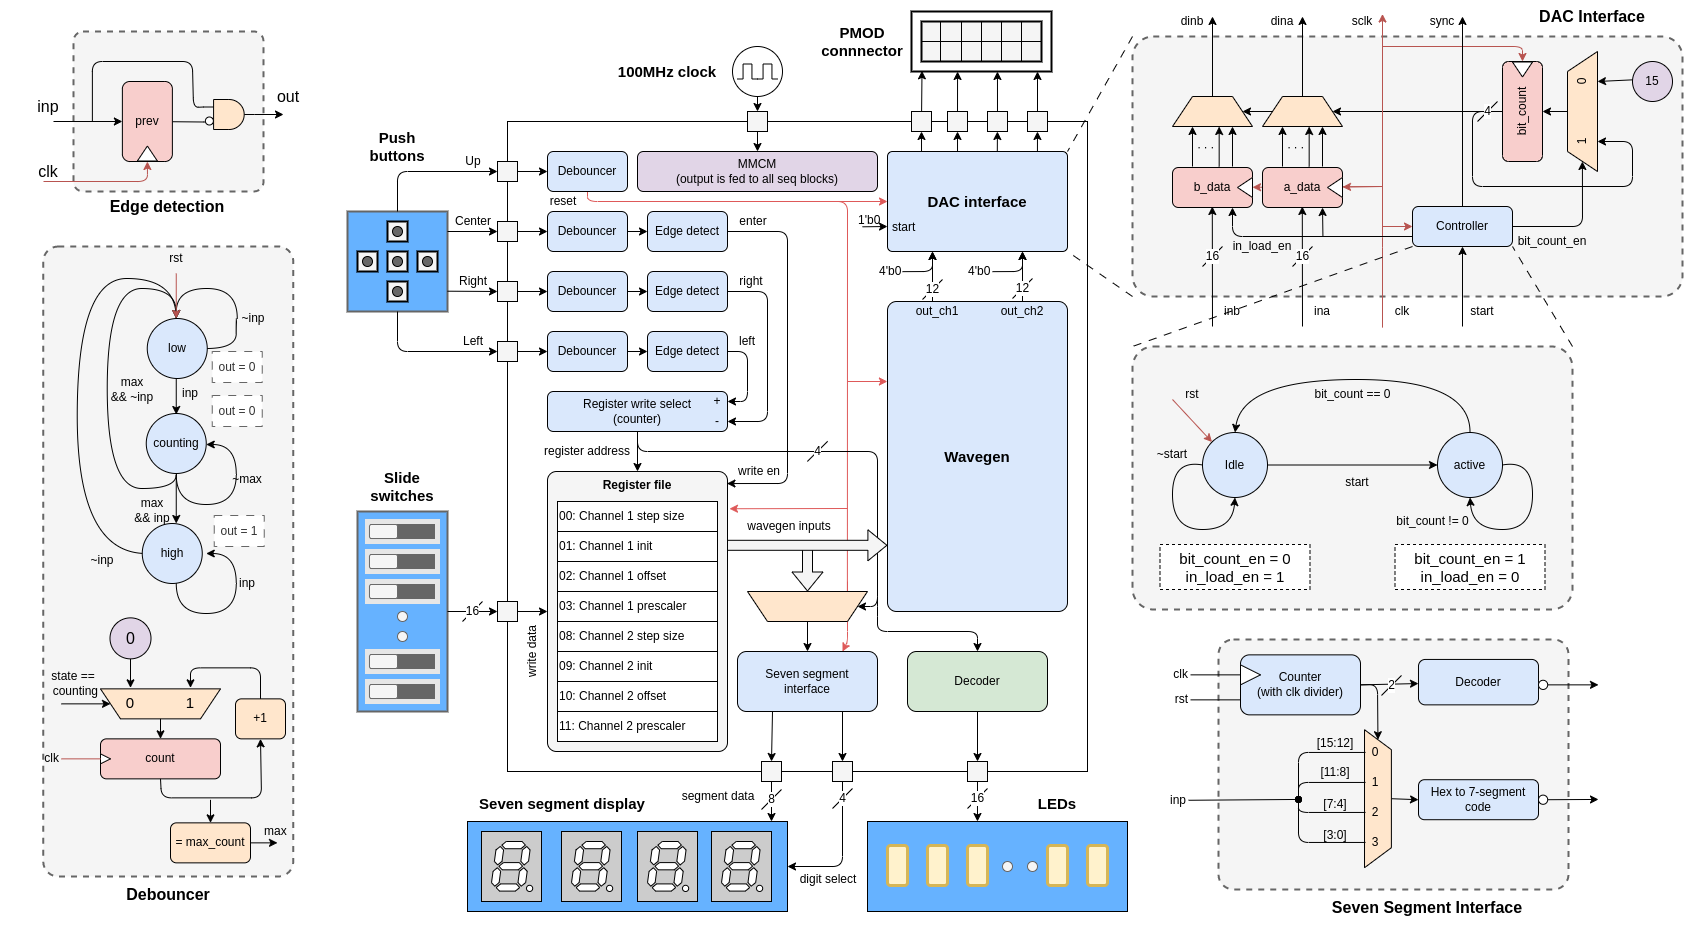 inp
prev
out
clk
Edge detection
rst
low
~inp
out = 0
max
&& ~inp
inp
out = 0
counting
~max
max
&& inp
out = 1
high
~inp
inp
0
state ==
counting
0
1
+1
clk
count
= max_count
max
Debouncer
100MHz clock
PMOD
connnector
Push
buttons
Up
Debouncer
MMCM
(output is fed to all seq blocks)
reset
DAC interface
1'b0
start
Center
Debouncer
Edge detect
enter
4'b0
4'b0
12
12
Right
Debouncer
Edge detect
right
out_ch1
out_ch2
Left
Debouncer
Edge detect
left
Register write select
(counter)
+
-
register address
4
Wavegen
write en
Slide
switches
16
write data
Register file
00: Channel 1 step size
01: Channel 1 init
02: Channel 1 offset
03: Channel 1 prescaler
08: Channel 2 step size
09: Channel 2 init
10: Channel 2 offset
11: Channel 2 prescaler
wavegen inputs
Seven segment
interface
Decoder
segment data
8
4
16
Seven segment display
LEDs
digit select
DAC Interface
dinb
dina
sclk
sync
15
0
1
bit_count
4
· · ·
· · ·
b_data
a_data
Controller
in_load_en
bit_count_en
16
16
inb
ina
clk
start
rst
bit_count == 0
~start
Idle
active
start
bit_count != 0
bit_count_en = 0
in_load_en = 1
bit_count_en = 1
in_load_en = 0
clk
rst
Counter
(with clk divider)
2
Decoder
[15:12]
0
[11:8]
1
[7:4]
2
[3:0]
3
inp
Hex to 7-segment
code
Seven Segment Interface